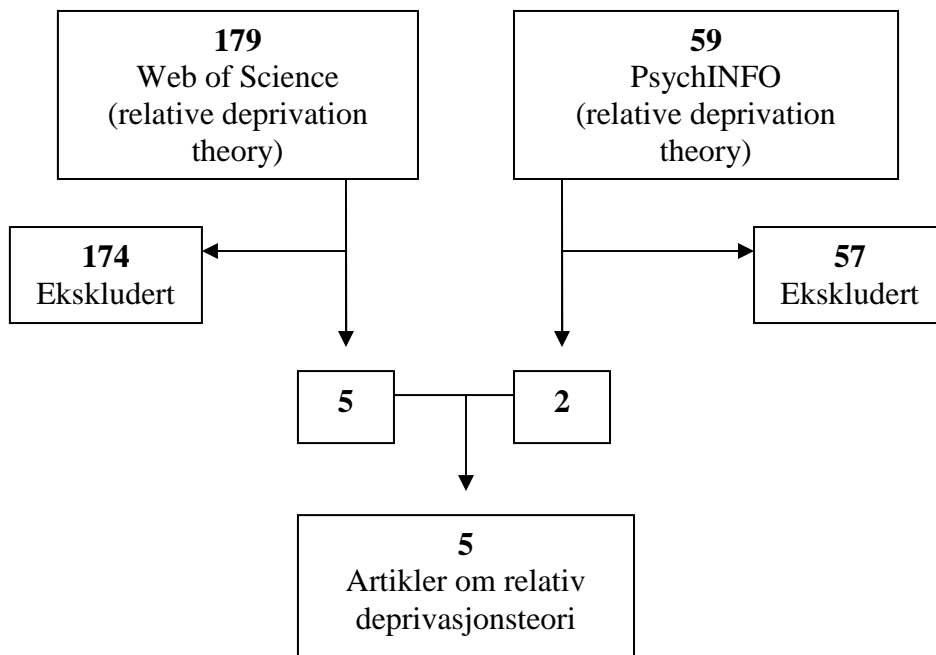 179
Web of Science
(relative deprivation
theory)
59
PsychINFO
(relative deprivation
theory)
174
Ekskludert
57
Ekskludert
5
2
5
Artikler om relativ
deprivasjonsteori